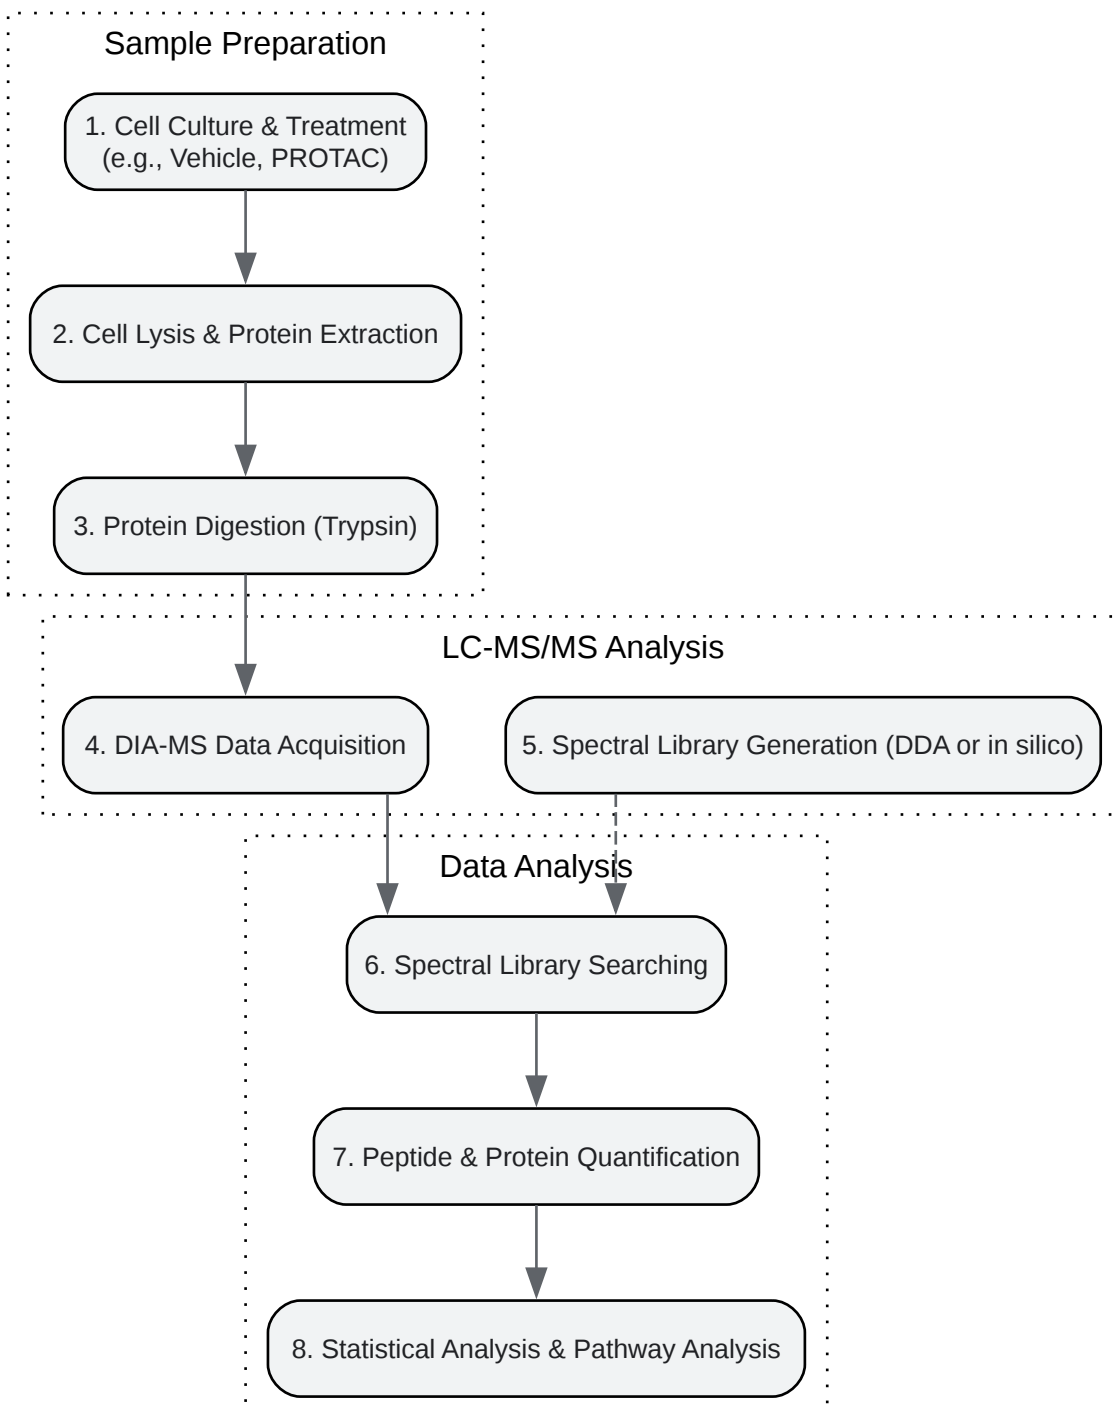 Sample Preparation
1. Cell Culture & Treatment
(e.g., Vehicle, PROTAC)
2. Cell Lysis & Protein Extraction
3. Protein Digestion (Trypsin)
LC-MS/MS Analysis
4. DIA-MS Data Acquisition
5. Spectral Library Generation (DDA or in silico)
Data Analysis
6. Spectral Library Searching
7. Peptide & Protein Quantification
8. Statistical Analysis & Pathway Analysis